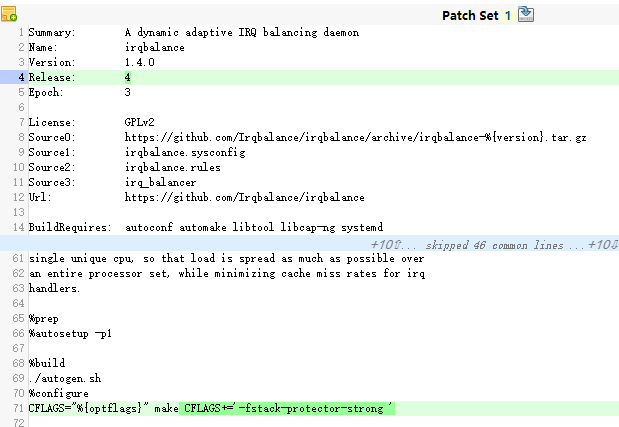 Patch Set 1
1 Summary: A dynamic adaptive IRQ balancing daemon
2 Name: irqbalance
3 Version: 1.4.0
4 Release: 4
5 Epoch: 3
6
7 License: GPLv2
8 Source0: https://github.com/Irqbalance/irqbalance/archive/irqbalance-%{version}.tar.gz
9 Source1: irqbalance.sysconfig
10 Source2: irqbalance.rules
11 Source3: irq_balancer
12 Url: https://github.com/Irqbalance/irqbalance
13
14 BuildRequires: autoconf automake libtool libcap-ng systemd
... skipped 46 common lines ...
61 single unique cpu, so that load is spread as much as possible over
62 an entire processor set, while minimizing cache miss rates for irq
63 handlers.
64
65 %prep
66 %autosetup -p1
67
68 %build
69 ./autogen.sh
70 %configure
71 CFLAGS="%{optflags}" make CFLAGS+='-fstack-protector-strong '
72